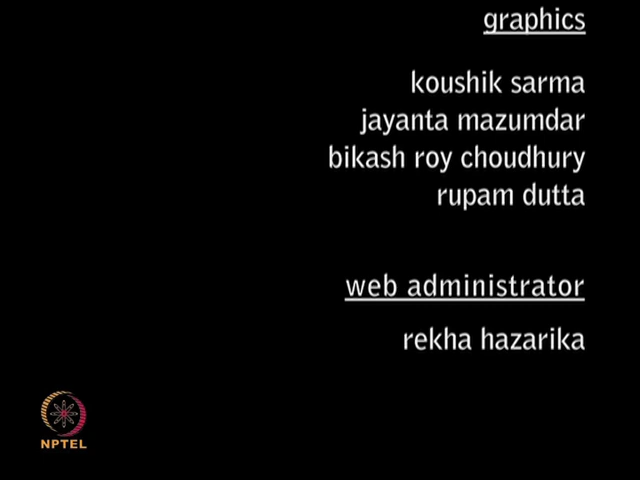 graphics
koushik sarma
jayanta mazumdar
bikash roy choudhury
rupam dutta
web administrator
rekha hazarika
NPTEL